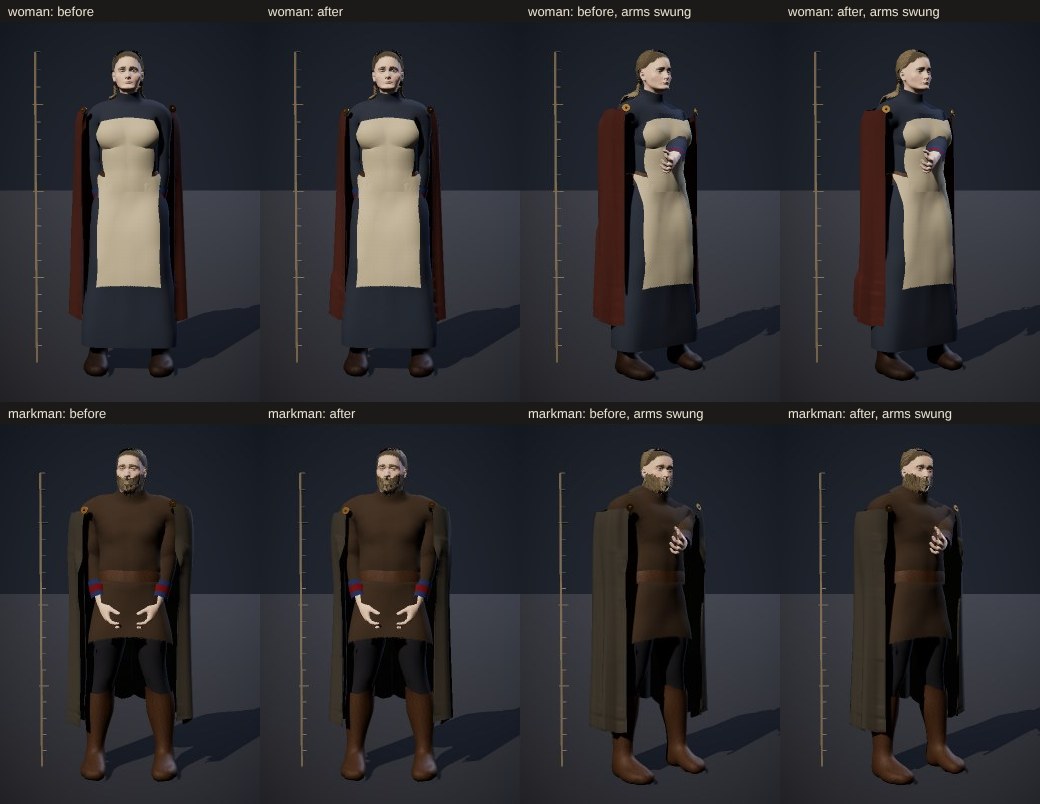 woman: before
woman: after
woman: before, arms swung
woman: after, arms swung
markman: before
markman: after
markman: before, arms swung
markman: after, arms swung